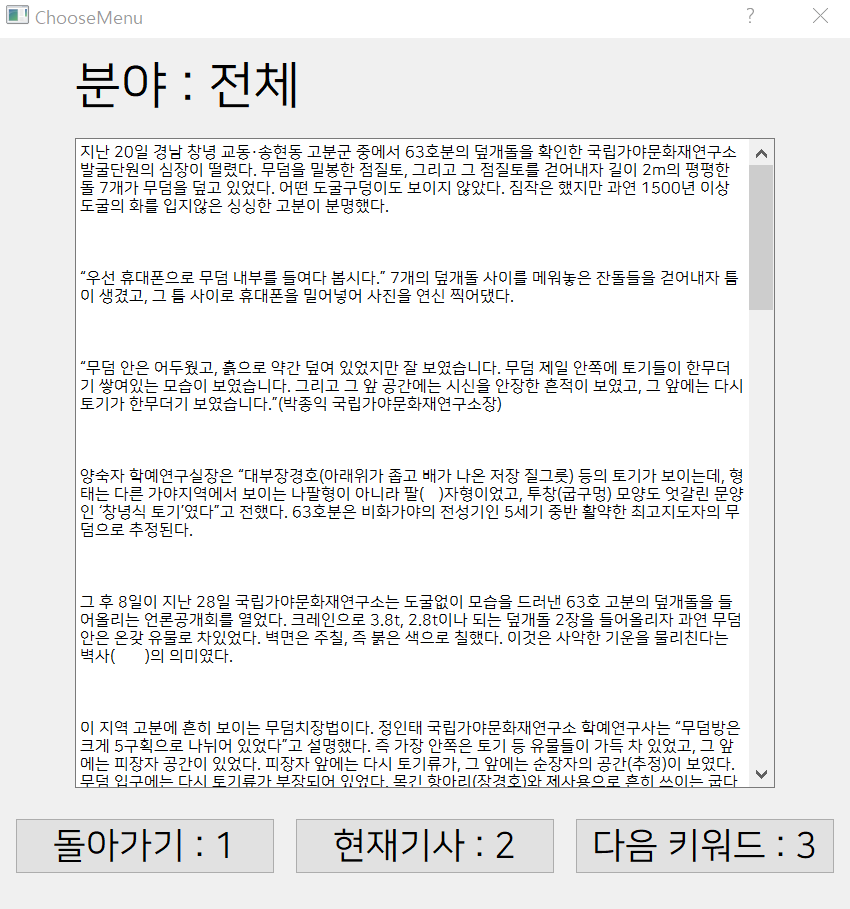 ChooseMenu
?
분야 : 전체
지난 20일 경남 창녕 교동·송현동 고분군 중에서 63호분의 덮개돌을 확인한 국립가야문화재연구소
발굴단원의 심장이 떨렸다. 무덤을 밀봉한 점질토, 그리고 그 점질토를 걷어내자 길이 2m의 평평한
돌 7개가 무덤을 덮고 있었다. 어떤 도굴구덩이도 보이지 않았다. 짐작은 했지만 과연 1500년 이상
도굴의 화를 입지않은 싱싱한 고분이 분명했다.
“우선 휴대폰으로 무덤 내부를 들여다 봅시다.” 7개의 덮개돌 사이를 메워놓은 잔돌들을 걷어내자 틈
이 생겼고, 그 틈 사이로 휴대폰을 밀어넣어 사진을 연신 찍어댔다.
“무덤 안은 어두웠고, 흙으로 약간 덮여 있었지만 잘 보였습니다. 무덤 제일 안쪽에 토기들이 한무더
기 쌓여있는 모습이 보였습니다. 그리고 그 앞 공간에는 시신을 안장한 흔적이 보였고, 그 앞에는 다시
토기가 한무더기 보였습니다.”(박종익 국립가야문화재연구소장)
양숙자 학예연구실장은 “대부장경호(아래위가 좁고 배가 나온 저장 질그릇) 등의 토기가 보이는데, 형
태는 다른 가야지역에서 보이는 나팔형이 아니라 팔(  )자형이었고, 투창(굽구멍) 모양도 엇갈린 문양
인 ‘창녕식 토기’였다”고 전했다. 63호분은 비화가야의 전성기인 5세기 중반 활약한 최고지도자의 무
덤으로 추정된다.
그 후 8일이 지난 28일 국립가야문화재연구소는 도굴없이 모습을 드러낸 63호 고분의 덮개돌을 들
어올리는 언론공개회를 열었다. 크레인으로 3.8t, 2.8t이나 되는 덮개돌 2장을 들어올리자 과연 무덤
안은 온갖 유물로 차있었다. 벽면은 주칠, 즉 붉은 색으로 칠했다. 이것은 사악한 기운을 물리친다는
벽사(    )의 의미였다.
이 지역 고분에 흔히 보이는 무덤치장법이다. 정인태 국립가야문화재연구소 학예연구사는 “무덤방은
크게 5구획으로 나뉘어 있었다”고 설명했다. 즉 가장 안쪽은 토기 등 유물들이 가득 차 있었고, 그 앞
에는 피장자 공간이 있었다. 피장자 앞에는 다시 토기류가, 그 앞에는 순장자의 공간(추정)이 보였다.
무덤 입구에는 다시 토기류가 부장되어 있었다. 목긴 항아리(장경호)와 제사용으로 흔히 쓰이는 굽다
돌아가기 : 1
현재기사 : 2
다음 키워드 : 3